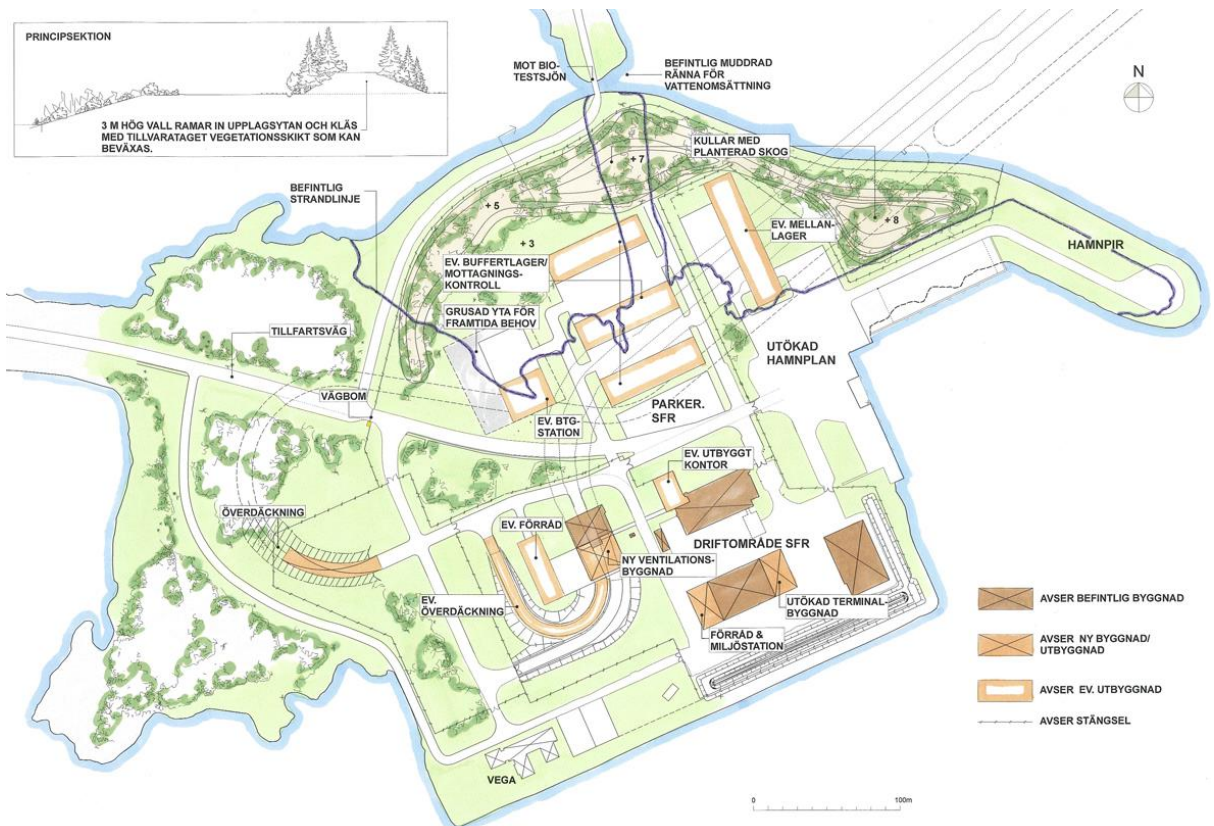 PRINCIPSEKTION
3 M HÖG VALL RAMAR IN UPPLAGSYTAN OCH KLÄS
MED TILLVARATAGET VEGETATIONSSKIKT SOM KAN
BEVÄXAS.
MOT BIO-
TESTSJÖN
BEFINTLIG MUDDRAD
RÄNNA FÖR
VATTENOMSÄTTNING
N
KULLAR MED
PLANTERAD SKOG
+ 7
BEFINTLIG
STRANDLINJE
+ 5
+ 8
+ 3
EV. MELLAN-
LAGER
HAMNPIR
EV. BUFFERTLAGER/
MOTTAGNINGS-
KONTROLL
GRUSAD YTA FÖR
FRAMTIDA BEHOV
TILLFARTSVÄG
UTÖKAD
HAMNPLAN
VÄGBOM
PARKER.
SFR
EV. BTG-
STATION
EV. UTBYGGT
KONTOR
ÖVERDÄCKNING
EV. FÖRRÅD
DRIFTOMRÅDE SFR
NY VENTILATIONS-
BYGGNAD
EV.
ÖVERDÄCKNING
UTÖKAD TERMINAL-
BYGGNAD
FÖRRÅD &
MILJÖSTATION
VEGA
AVSER BEFINTLIG BYGGNAD
AVSER NY BYGGNAD/
UTBYGGNAD
AVSER EV. UTBYGGNAD
AVSER STÄNGSEL
0 100m